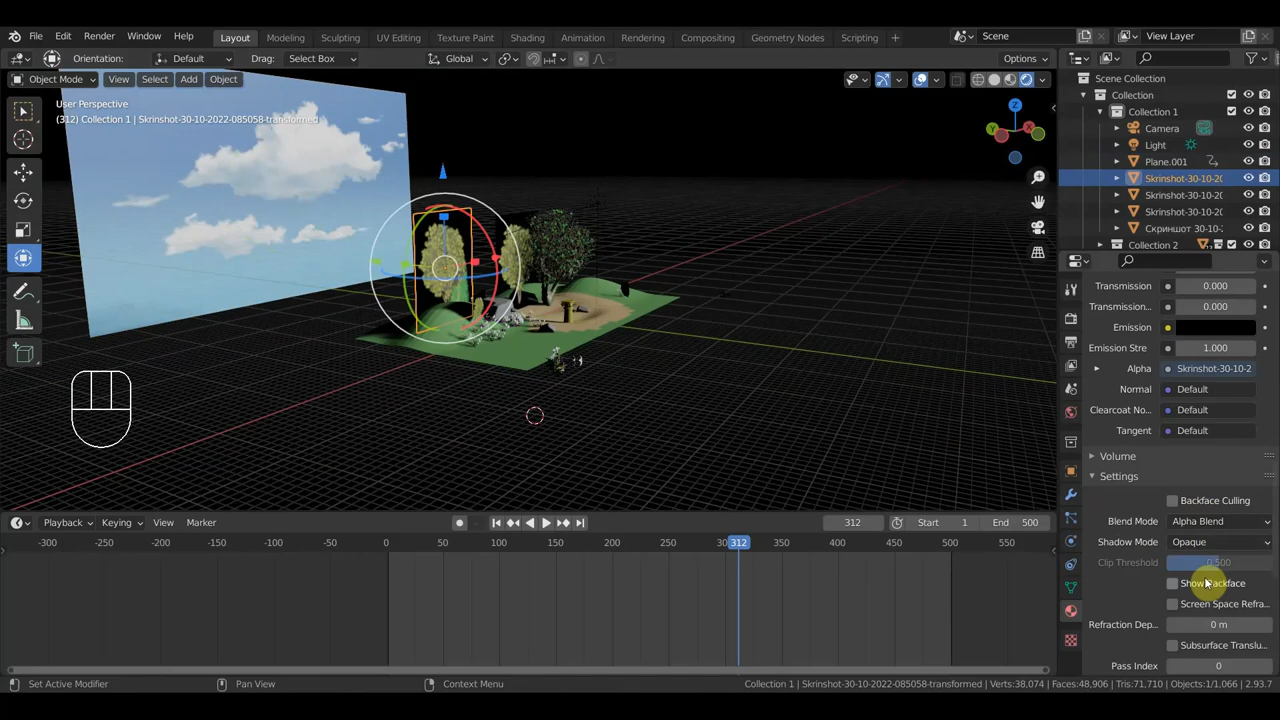 File Edit Render Window Help Layout Modeling Sculpting UV Editing Texture Paint Shading Animation Rendering Compositing Geometry Nodes Scripting + Scene View Layer
Orientation: Default Drag: Select Box Global Options
Object Mode View Select Add Object
User Perspective
(312) Collection 1 | Skrinshot-30-10-2022-085058-transformed
Z
Y
X
Scene Collection
Collection
Collection 1
Camera
Light
Plane.001
Skrinshot-30-10-20
Skrinshot-30-10-20
Skrinshot-30-10-20
Скриншот 30-10-
Collection 2
Transmission 0.000
Transmission... 0.000
Emission
Emission Stre 1.000
Alpha Skrinshot-30-10-2
Normal Default
Clearcoat No... Default
Tangent Default
Volume
Settings
Backface Culling
Blend Mode Alpha Blend
Shadow Mode Opaque
Clip Threshold 0.500
Show Backface
Screen Space Refra...
Refraction Dep... 0 m
Subsurface Translu...
Pass Index 0
Playback Keying View Marker 312 Start 1 End 500
-300 -250 -200 -150 -100 -50 0 50 100 150 200 250 300 312 350 400 450 500 550
Set Active Modifier Pan View Context Menu Collection 1 | Skrinshot-30-10-2022-085058-transformed | Verts:38,074 | Faces:48,906 | Tris:71,710 | Objects:1/1,066 | 2.93.7